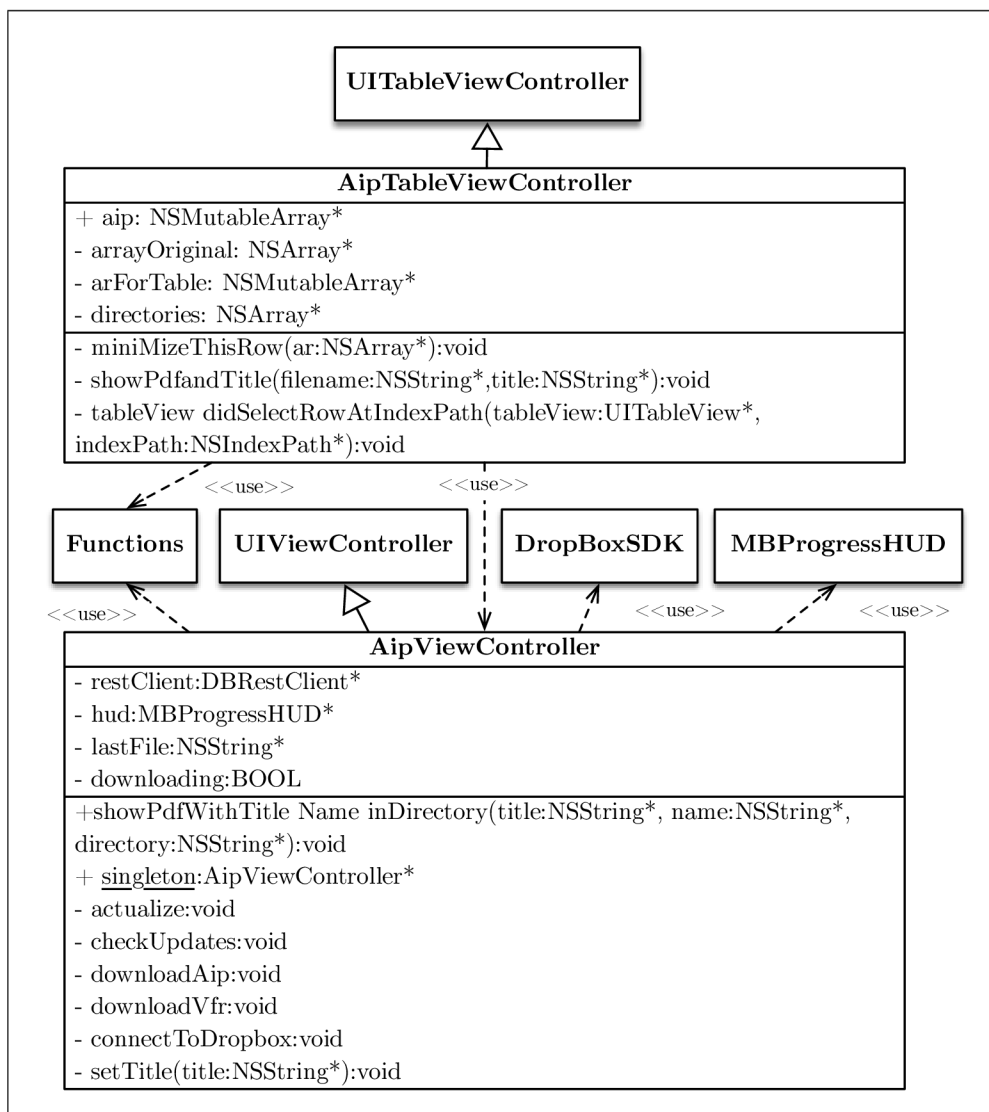 UITableViewController
AipTableViewController
+ aip: NSMutableArray*
- arrayOriginal: NSArray*
- arForTable: NSMutableArray*
- directories: NSArray*
- miniMizeThisRow(ar:NSArray*):void
- showPdfandTitle(filename:NSString*,title:NSString*):void
- tableView didSelectRowAtIndexPath(tableView:UITableView*,
indexPath:NSIndexPath*):void
<<use>>
<<use>>
Functions
UIViewController
DropBoxSDK
MBProgressHUD
<<use>>
<<use>>
<<use>>
AipViewController
- restClient:DBRestClient*
- hud:MBProgressHUD*
- lastFile:NSString*
- downloading:BOOL
+showPdfWithTitle Name inDirectory(title:NSString*, name:NSString*,
directory:NSString*):void
+ singleton:AipViewController*
- actualize:void
- checkUpdates:void
- downloadAip:void
- downloadVfr:void
- connectToDropbox:void
- setTitle(title:NSString*):void